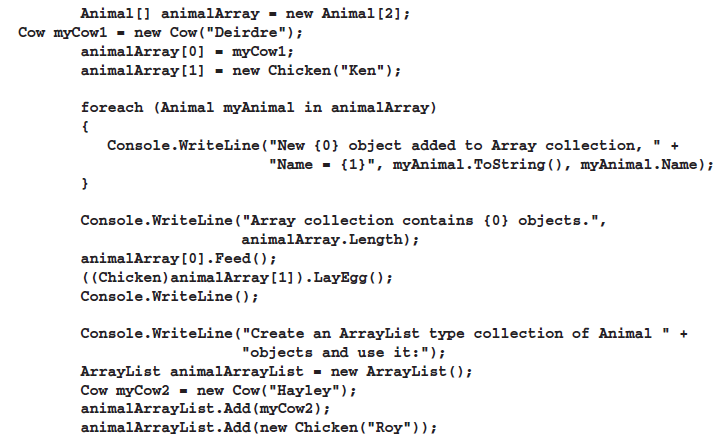 Animal[] animalArray = new Animal[2];
Cow myCow1 = new Cow("Deirdre");
animalArray[0] = myCow1;
animalArray[1] = new Chicken("Ken");
foreach (Animal myAnimal in animalArray)
{
Console.WriteLine("New {0} object added to Array collection, " +
"Name = {1}", myAnimal.ToString(), myAnimal.Name);
}
Console.WriteLine("Array collection contains {0} objects.",
animalArray.Length);
animalArray[0].Feed();
((Chicken)animalArray[1]).LayEgg();
Console.WriteLine();
Console.WriteLine("Create an ArrayList type collection of Animal " +
"objects and use it:");
ArrayList animalArrayList = new ArrayList();
Cow myCow2 = new Cow("Hayley");
animalArrayList.Add(myCow2);
animalArrayList.Add(new Chicken("Roy"));